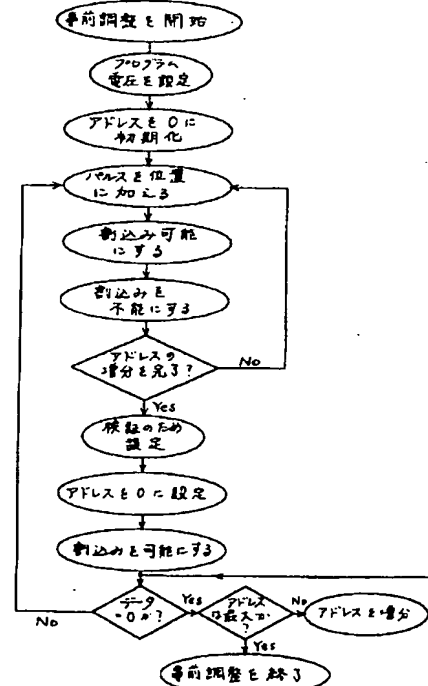 事前調整を開始
プログラム
電圧を設定
アドレスを0に
初期化
パルスを位置
に加える
割込み可能
にする
割込みを
不能にする
アドレスの
増分を完了?
No
Yes
検証のため
設定
アドレスを0に設定
割込みを可能にする
データ
=0か?
No
Yes
アドレス
は最大か
?
No
アドレスを増分
Yes
事前調整を終了